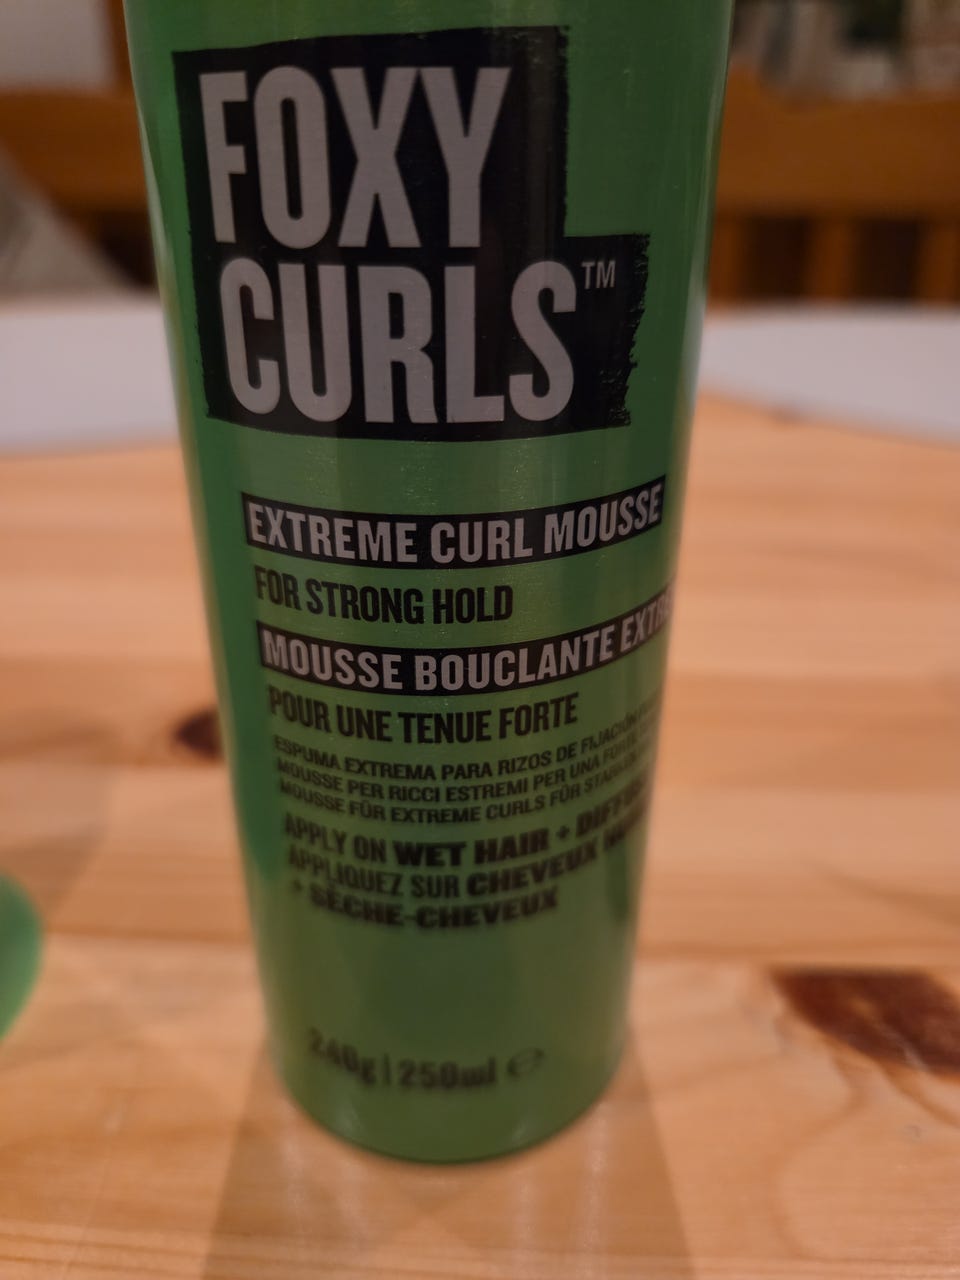 FOXY
CURLS™
EXTREME CURL MOUSSE
FOR STRONG HOLD
MOUSSE BOUCLANTE
POUR UNE TENUE FORTE
ESPUMA EXTREMA PARA RIZOS DE FIJACIÓN
MOUSSE PER RICCI ESTREMI PER UNA FORTE
MOUSSE FÜR EXTREME CURLS FÜR
APPLY ON WET HAIR +
APPLIQUEZ SUR CHEVEUX
+ SÈCHE-CHEVEUX
240g | 250ml ℮